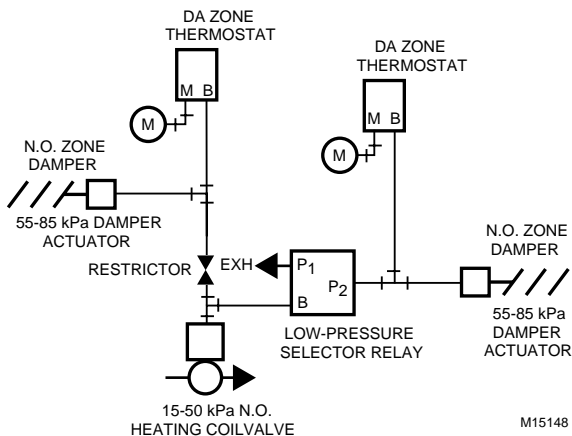 DA ZONE
THERMOSTAT
M B
M
N.O. ZONE
DAMPER
55-85 kPa DAMPER
ACTUATOR
RESTRICTOR
EXH
DA ZONE
THERMOSTAT
M B
M
P1
P2
B
LOW-PRESSURE
SELECTOR RELAY
N.O. ZONE
DAMPER
55-85 kPa
DAMPER
ACTUATOR
15-50 kPa N.O.
HEATING COILVALVE
M15148